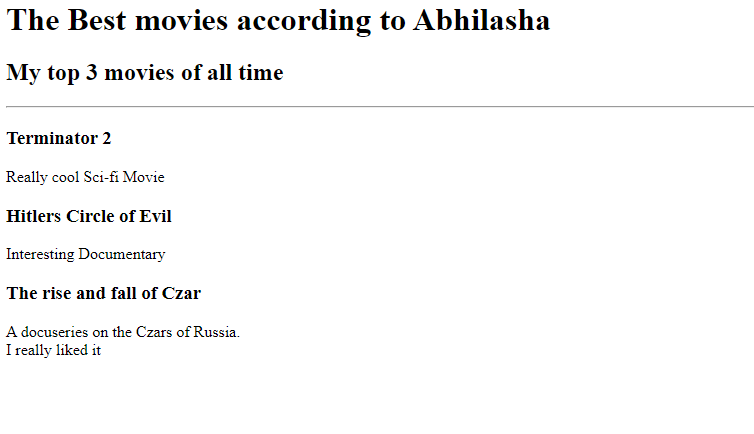 The Best movies according to Abhilasha
My top 3 movies of all time
Terminator 2
Really cool Sci-fi Movie
Hitlers Circle of Evil
Interesting Documentary
The rise and fall of Czar
A docuseries on the Czars of Russia.
I really liked it